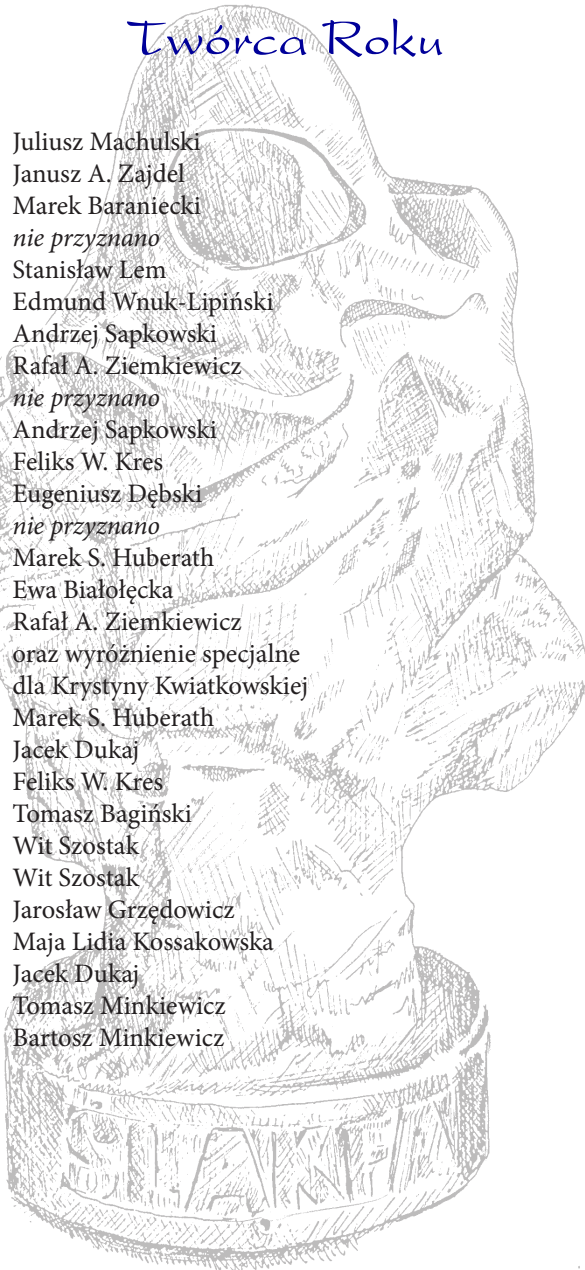 Twórca Roku
Juliusz Machulski
Janusz A. Zajdel
Marek Baraniecki
nie przyznano
Stanisław Lem
Edmund Wnuk-Lipiński
Andrzej Sapkowski
Rafał A. Ziemkiewicz
nie przyznano
Andrzej Sapkowski
Feliks W. Kres
Eugeniusz Dębski
nie przyznano
Marek S. Huberath
Ewa Białołęcka
Rafał A. Ziemkiewicz
oraz wyróżnienie specjalne
dla Krystyny Kwiatkowskiej
Marek S. Huberath
Jacek Dukaj
Feliks W. Kres
Tomasz Bagiński
Wit Szostak
Wit Szostak
Jarosław Grzędowicz
Maja Lidia Kossakowska
Jacek Dukaj
Tomasz Minkiewicz
Bartosz Minkiewicz